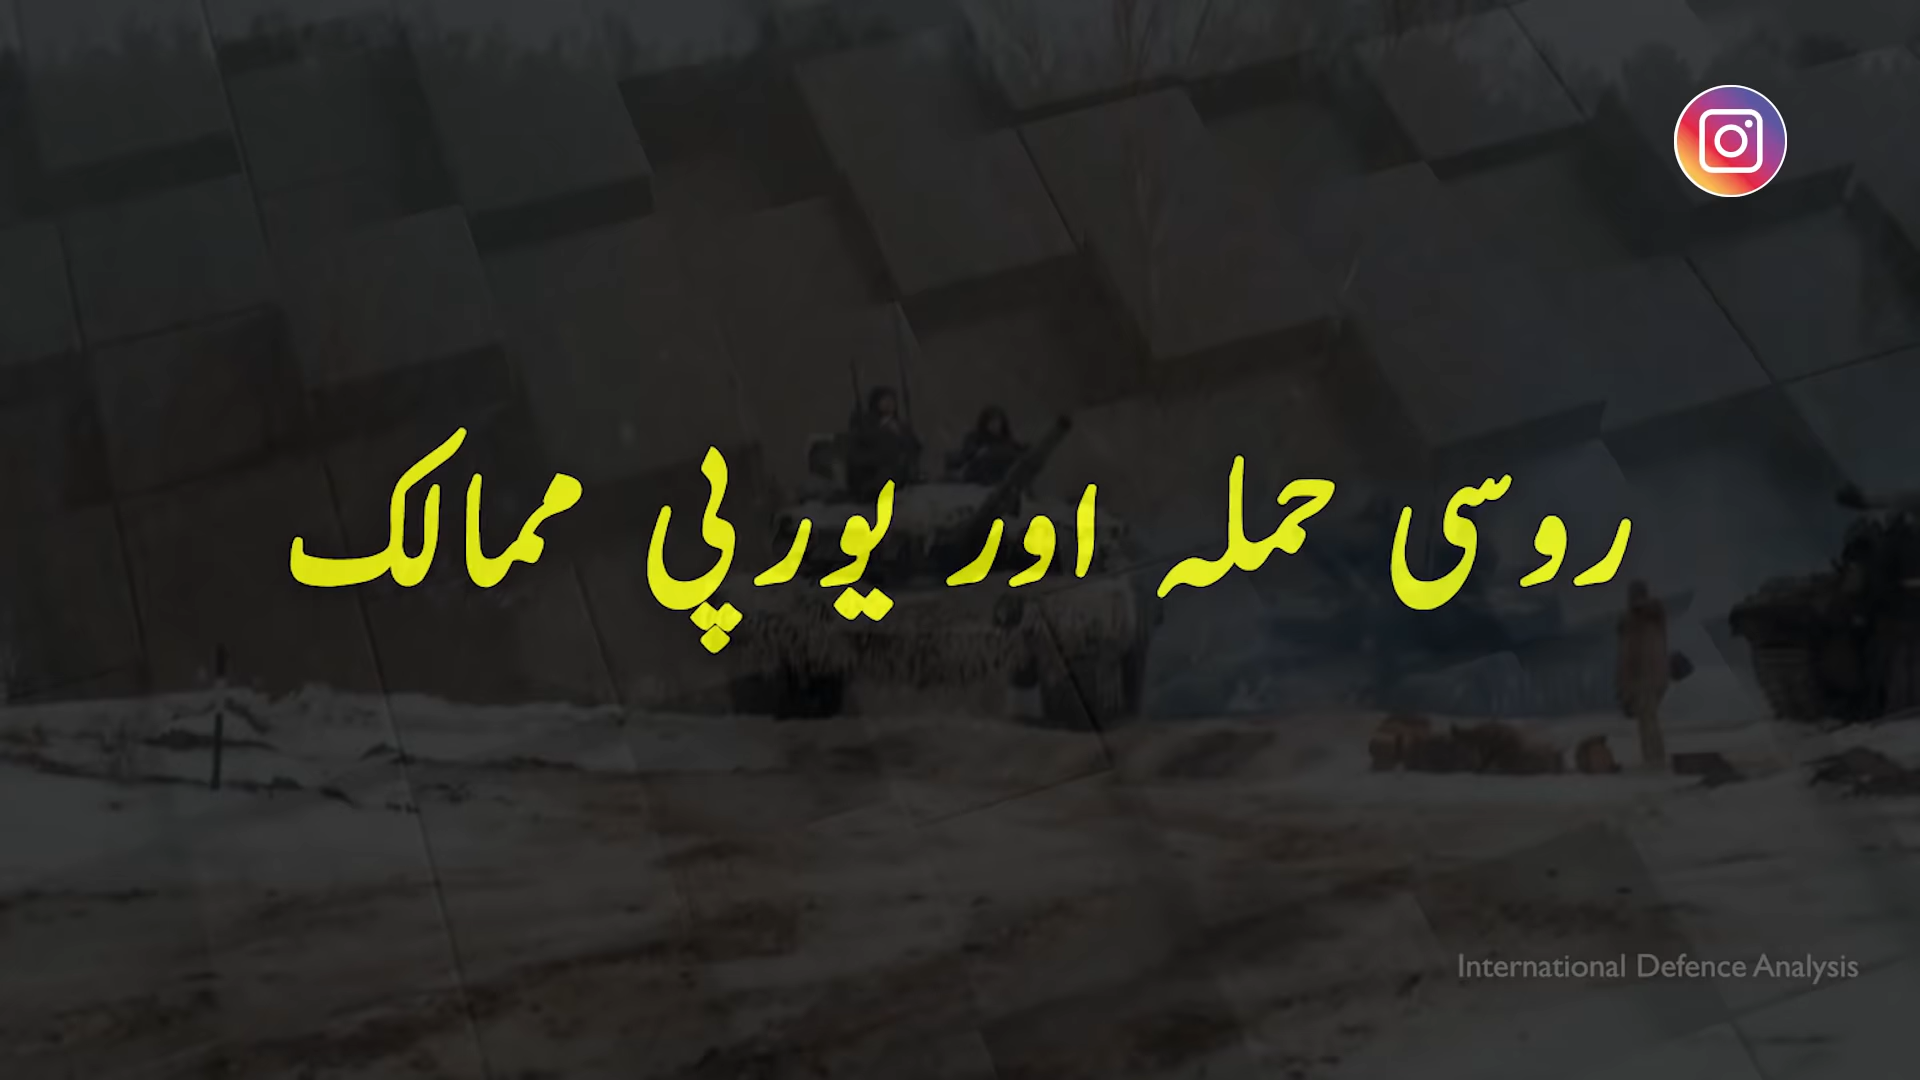 روسی حملہ اور یورپی ممالک
International Defence Analysis